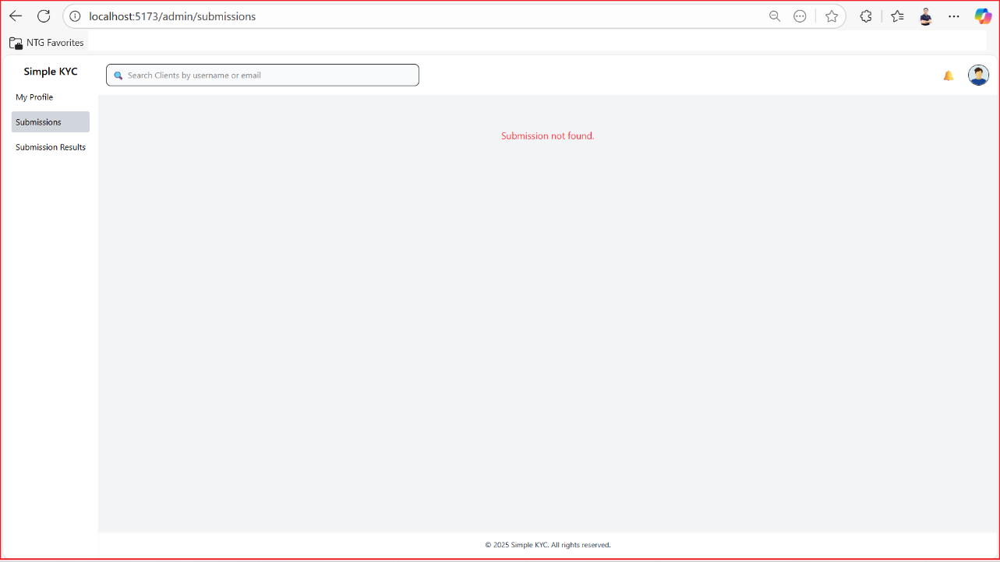 localhost:5173/admin/submissions
NTG Favorites
Simple KYC
Search Clients by username or email
My Profile
Submissions
Submission not found.
Submission Results
© 2025 Simple KYC. All rights reserved.